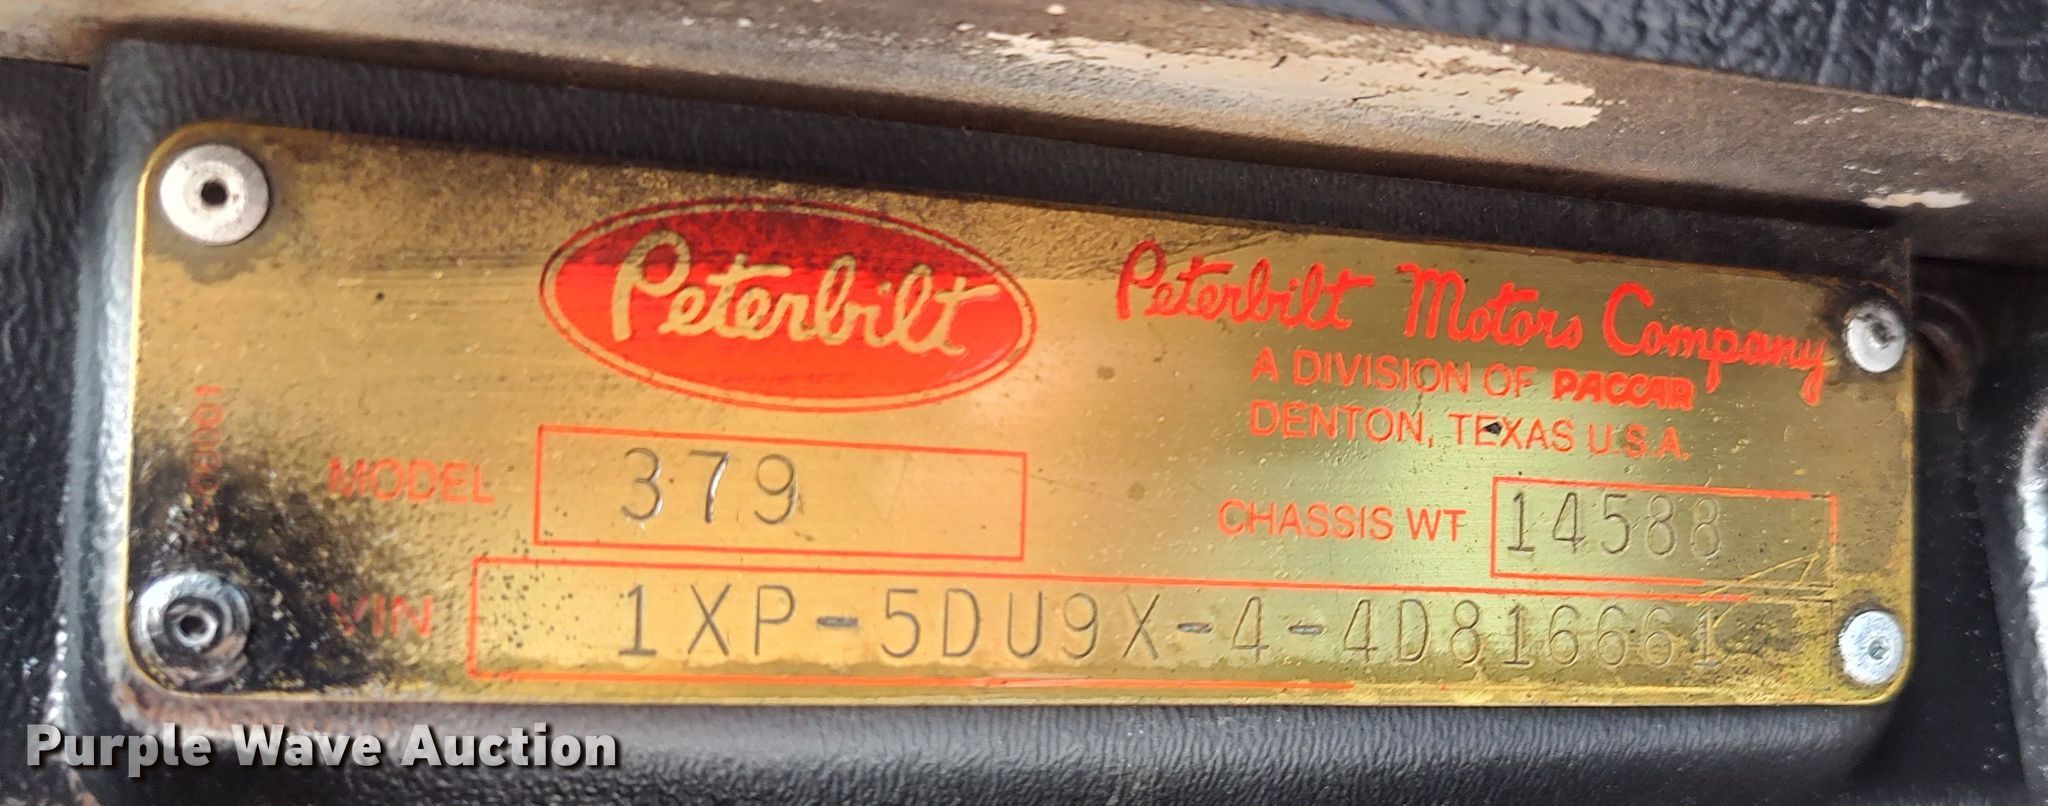 Peterbilt
Peterbilt Motors Company
A DIVISION OF PACCAR
DENTON, TEXAS U.S.A.
MODEL 379
CHASSIS WT 14588
VIN 1XP-5DU9X-4-4D816661
Purple Wave Auction